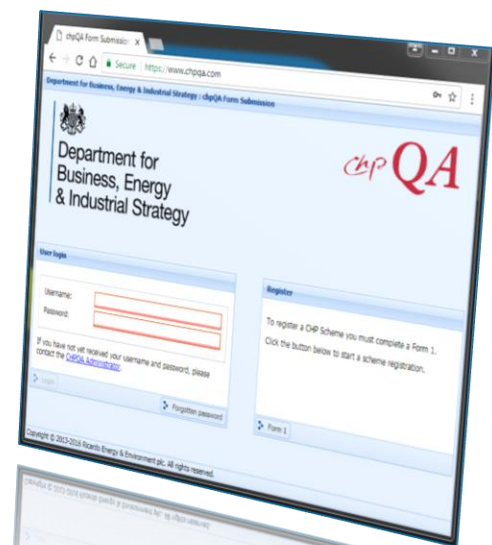 chpQA Form Submission
Secure https://www.chpqa.com
Department for Business, Energy & Industrial Strategy : chpQA Form Submission
Department for
Business, Energy
& Industrial Strategy
chp QA
User login
Username:
Password:
If you have not yet received your username and password, please
contact the CHPQA Administrator.
Login
Forgotten password
Register
To register a CHP Scheme you must complete a Form 1.
Click the button below to start a scheme registration.
Form 1
Copyright © 2013-2016 Ricardo Energy & Environment plc. All rights reserved.